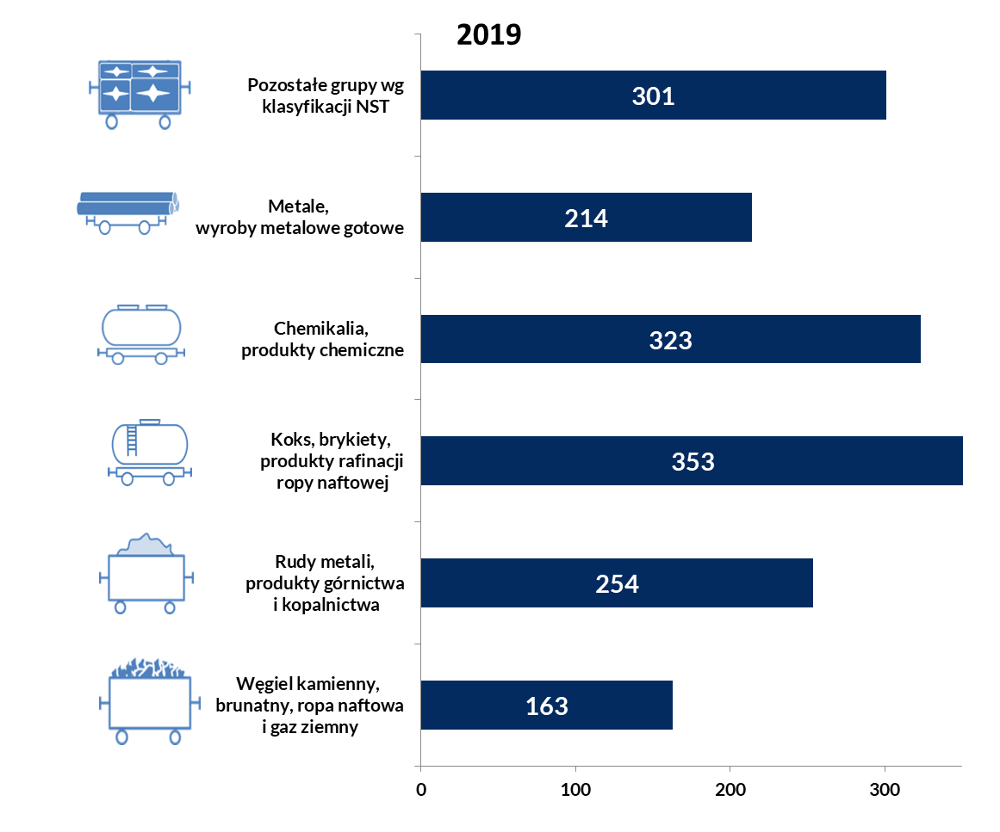 2019
Pozostałe grupy wg
klasyfikacji NST
301
Metale,
wyroby metalowe gotowe
214
Chemikalia,
produkty chemiczne
323
Koks, brykiety,
produkty rafinacji
ropy naftowej
353
Rudy metali,
produkty górnictwa
i kopalnictwa
254
Węgiel kamienny,
brunatny, ropa naftowa
i gaz ziemny
163
0 100 200 300